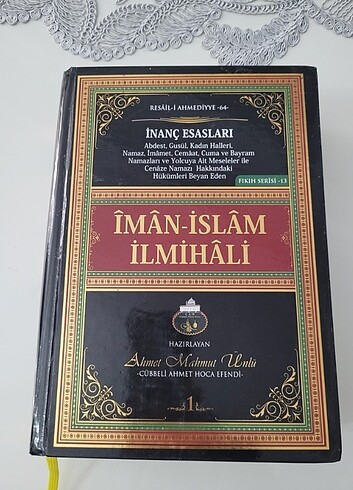 RESÂİL-İ AHMEDİYYE -64-
İNANÇ ESASLARI
Abdest, Gusül, Kadın Halleri,
Namaz, İmâmet, Cemâat, Cuma ve Bayram
Namazları ve Yolcuya Ait Meseleler ile
Cenâze Namazı Hakkındaki
Hükümleri Beyan Eden
FIKIH SERİSİ -13
ÎMÂN-İSLÂM
İLMİHÂLİ
HAZIRLAYAN
Ahmet Mahmut Ünlü
-CÜBBELİ AHMET HOCA EFENDİ-
1